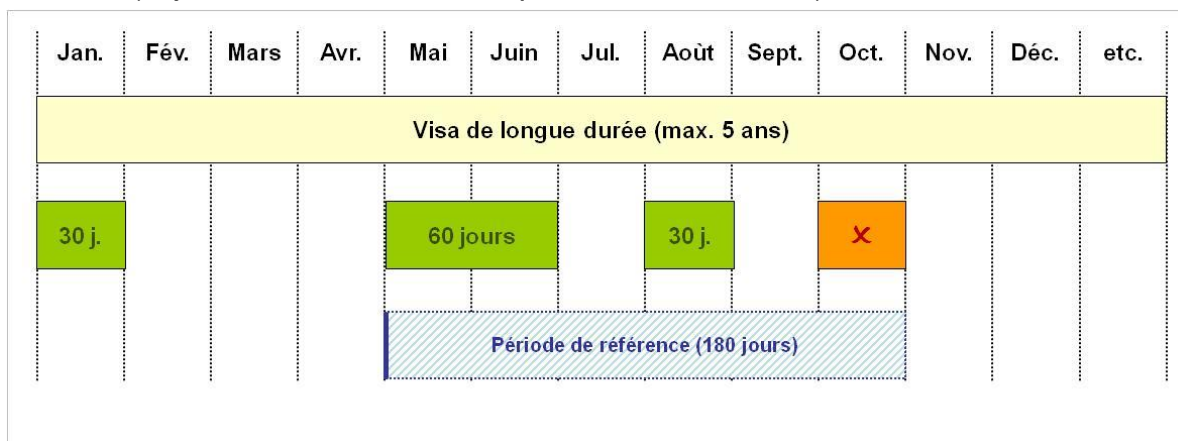 Jan. Fév. Mars Avr. Mai Juin Jul. Aoùt Sept. Oct. Nov. Déc. etc.
Visa de longue durée (max. 5 ans)
30 j. 60 jours 30 j. x
Période de référence (180 jours)